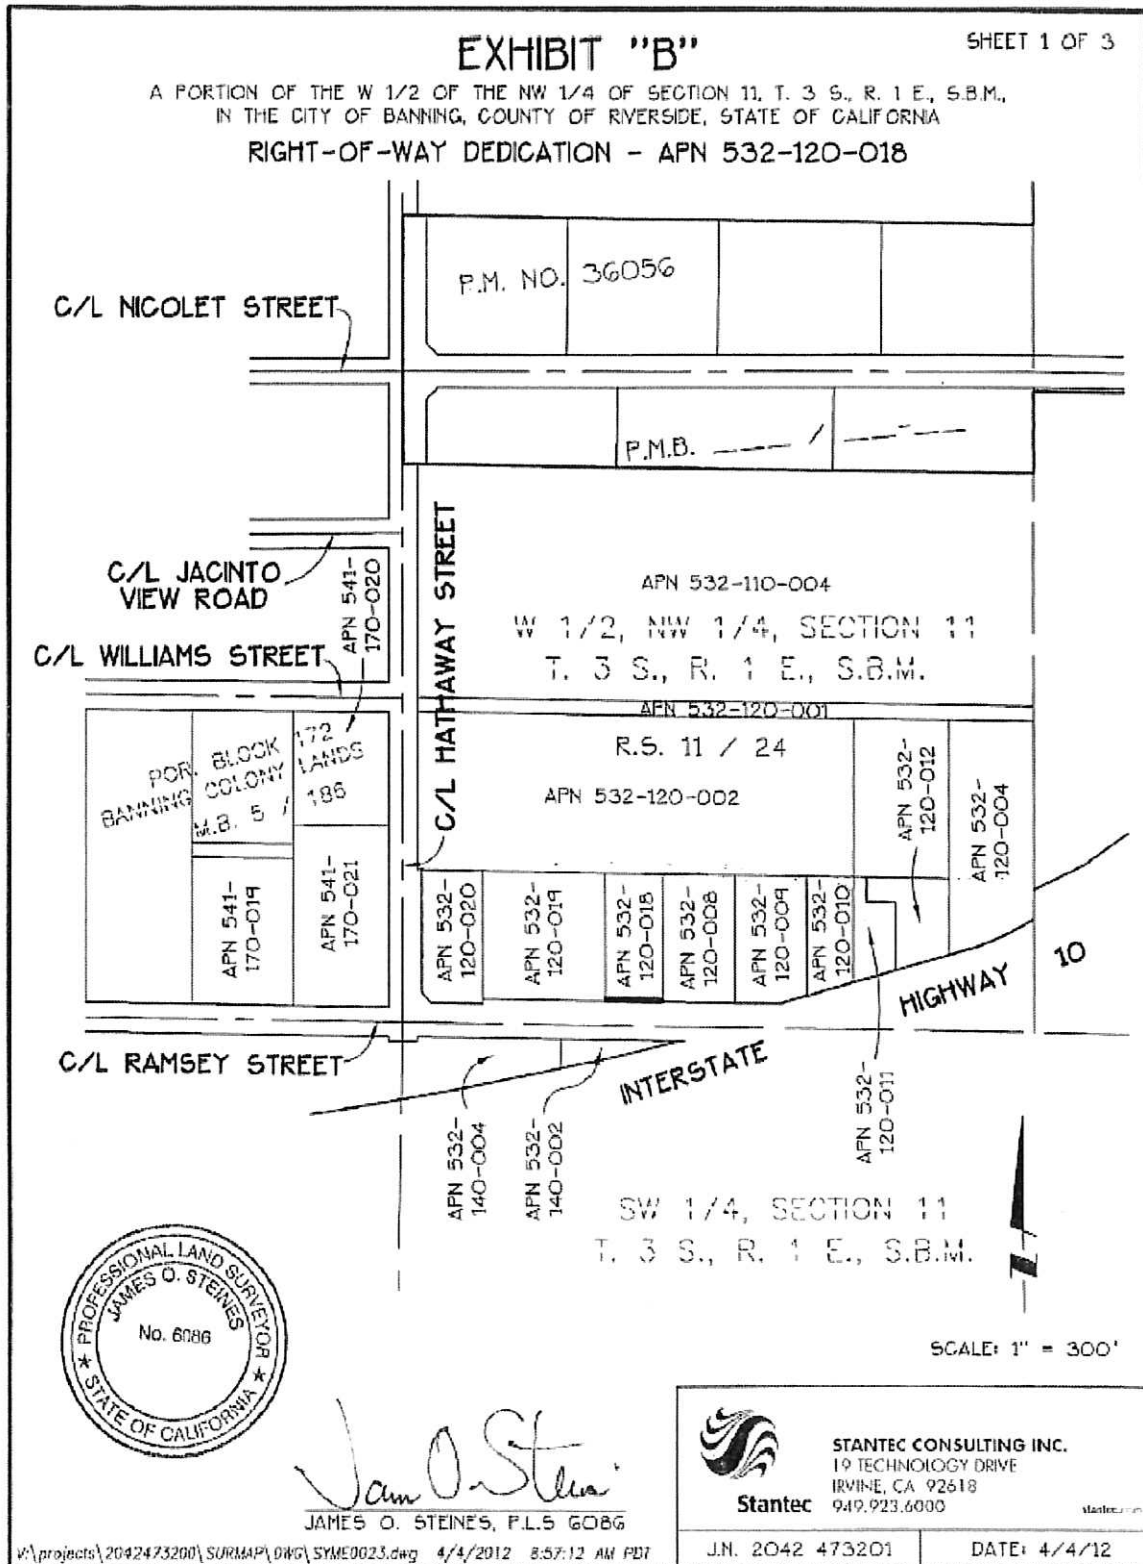 EXHIBIT "B"
SHEET 1 OF 3
A PORTION OF THE W 1/2 OF THE NW 1/4 OF SECTION 11, T. 3 S., R. 1 E., S.B.M.,
IN THE CITY OF BANNING, COUNTY OF RIVERSIDE, STATE OF CALIFORNIA
RIGHT-OF-WAY DEDICATION - APN 532-120-018
P.M. NO. 36056
C/L NICOLET STREET
P.M.B. ____ / ____
C/L JACINTO
VIEW ROAD
APN 541-
170-020
C/L HATHAWAY STREET
APN 532-110-004
W 1/2, NW 1/4, SECTION 11
T. 3 S., R. 1 E., S.B.M.
C/L WILLIAMS STREET
APN 532-120-001
R.S. 11 / 24
APN 532-120-002
POR. BLOCK 172
BANNING COLONY LANDS
M.B. 5 / 186
APN 532-
120-012
APN 532-
120-004
APN 541-
170-019
APN 541-
170-021
APN 532-
120-020
APN 532-
120-019
APN 532-
120-018
APN 532-
120-008
APN 532-
120-009
APN 532-
120-010
INTERSTATE HIGHWAY 10
C/L RAMSEY STREET
APN 532-
120-011
APN 532-
140-004
APN 532-
140-002
SW 1/4, SECTION 11
T. 3 S., R. 1 E., S.B.M.
PROFESSIONAL LAND SURVEYOR
JAMES O. STEINES
No. 6086
STATE OF CALIFORNIA
SCALE: 1" = 300'
JAMES O. STEINES, P.L.S 6086
Stantec
STANTEC CONSULTING INC.
19 TECHNOLOGY DRIVE
IRVINE, CA 92618
949.923.6000
V:\projects\2042473200\SURMAP\DWG\SYME0023.dwg 4/4/2012 8:57:12 AM PDT
J.N. 2042 473201
DATE: 4/4/12